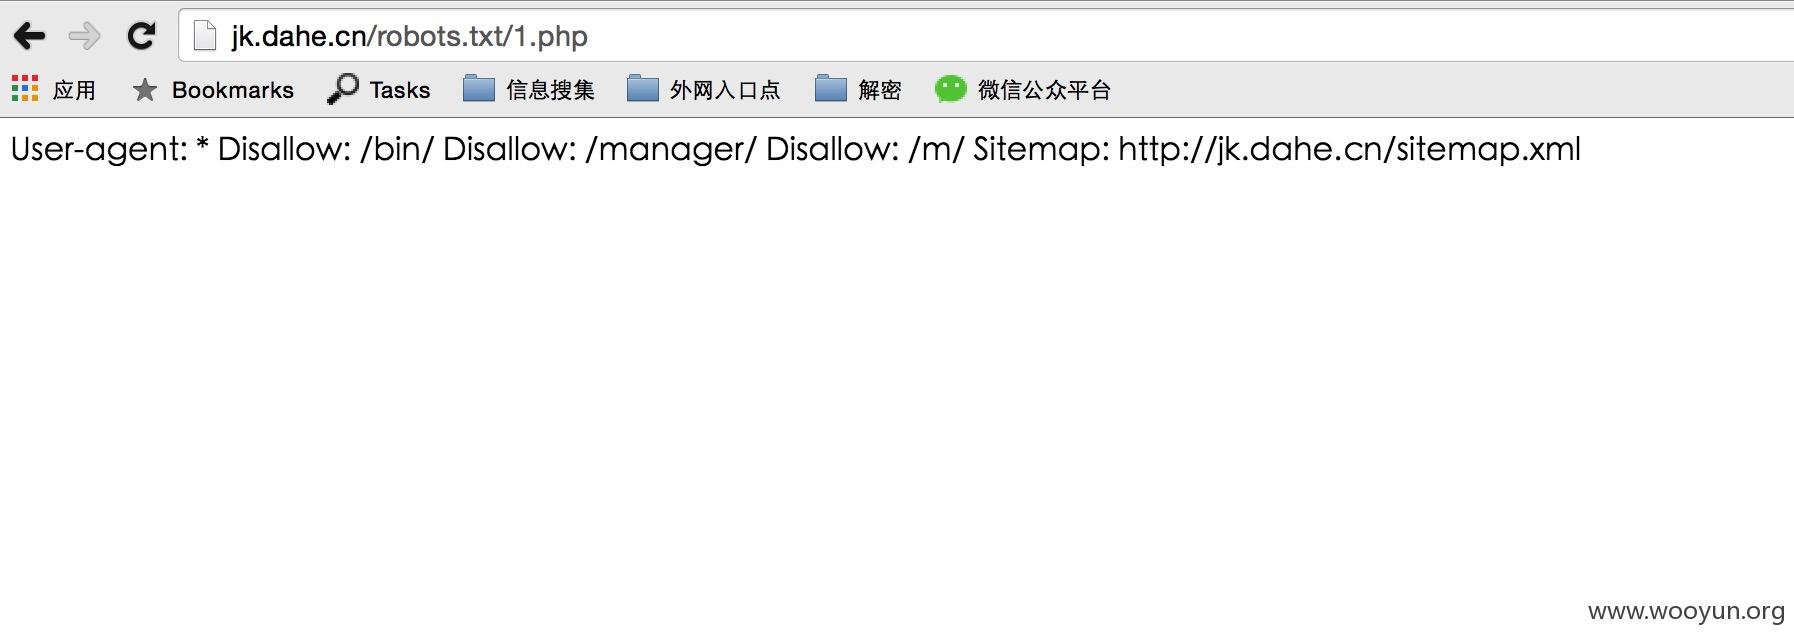 jk.dahe.cn/robots.txt/1.php
应用 Bookmarks Tasks 信息搜集 外网入口点 解密 微信公众平台
User-agent: * Disallow: /bin/ Disallow: /manager/ Disallow: /m/ Sitemap: http://jk.dahe.cn/sitemap.xml
www.wooyun.org